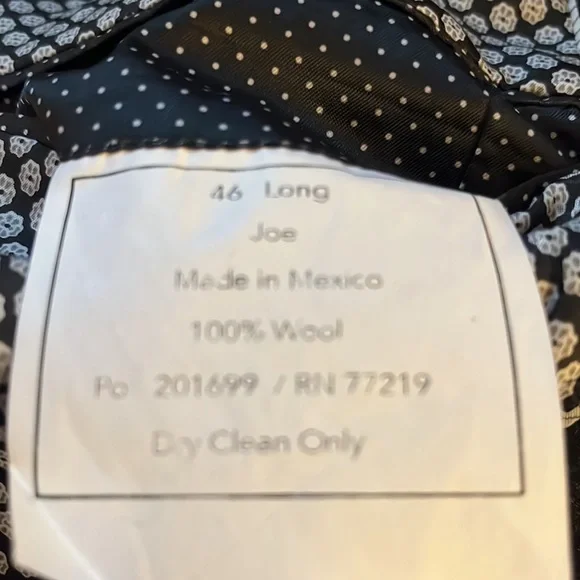 46 Long
Joe
Made in Mexico
100% Wool
Po 201699 / RN 77219
Dry Clean Only